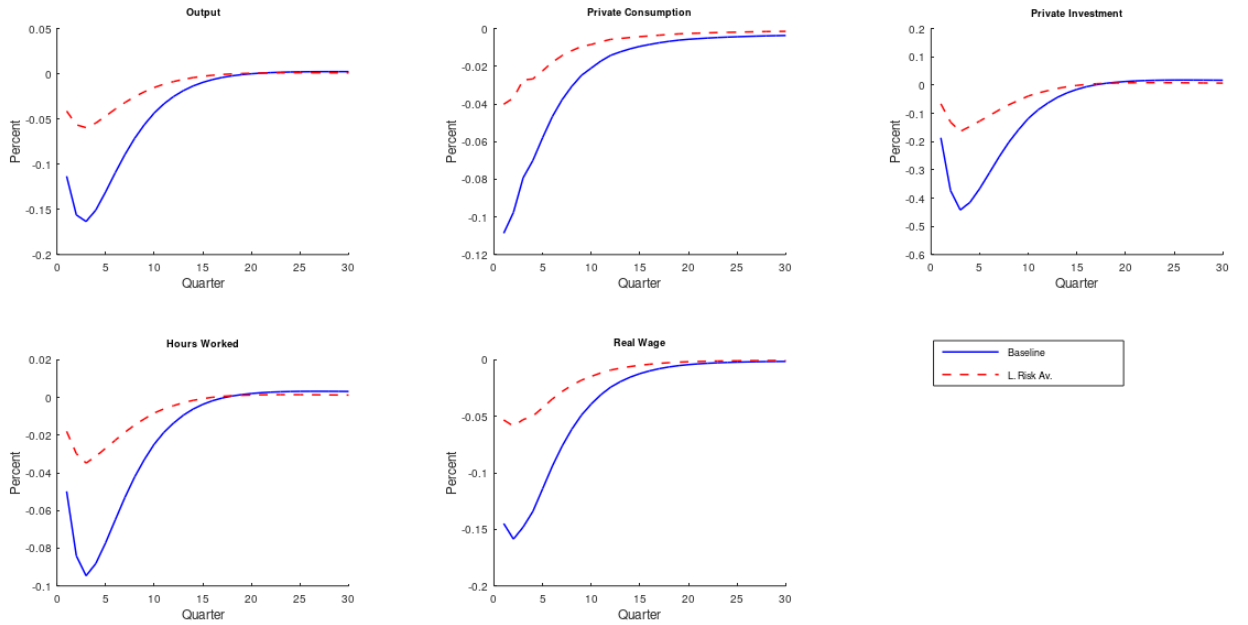 Output
0.05
0
-0.05
-0.1
-0.15
-0.2
Percent
0 5 10 15 20 25 30
Quarter
Private Consumption
0
-0.02
-0.04
-0.06
-0.08
-0.1
-0.12
Percent
0 5 10 15 20 25 30
Quarter
Private Investment
0.2
0.1
0
-0.1
-0.2
-0.3
-0.4
-0.5
-0.6
Percent
0 5 10 15 20 25 30
Quarter
Hours Worked
0.02
0
-0.02
-0.04
-0.06
-0.08
-0.1
Percent
0 5 10 15 20 25 30
Quarter
Real Wage
0
-0.05
-0.1
-0.15
-0.2
Percent
0 5 10 15 20 25 30
Quarter
Baseline
L. Risk Av.